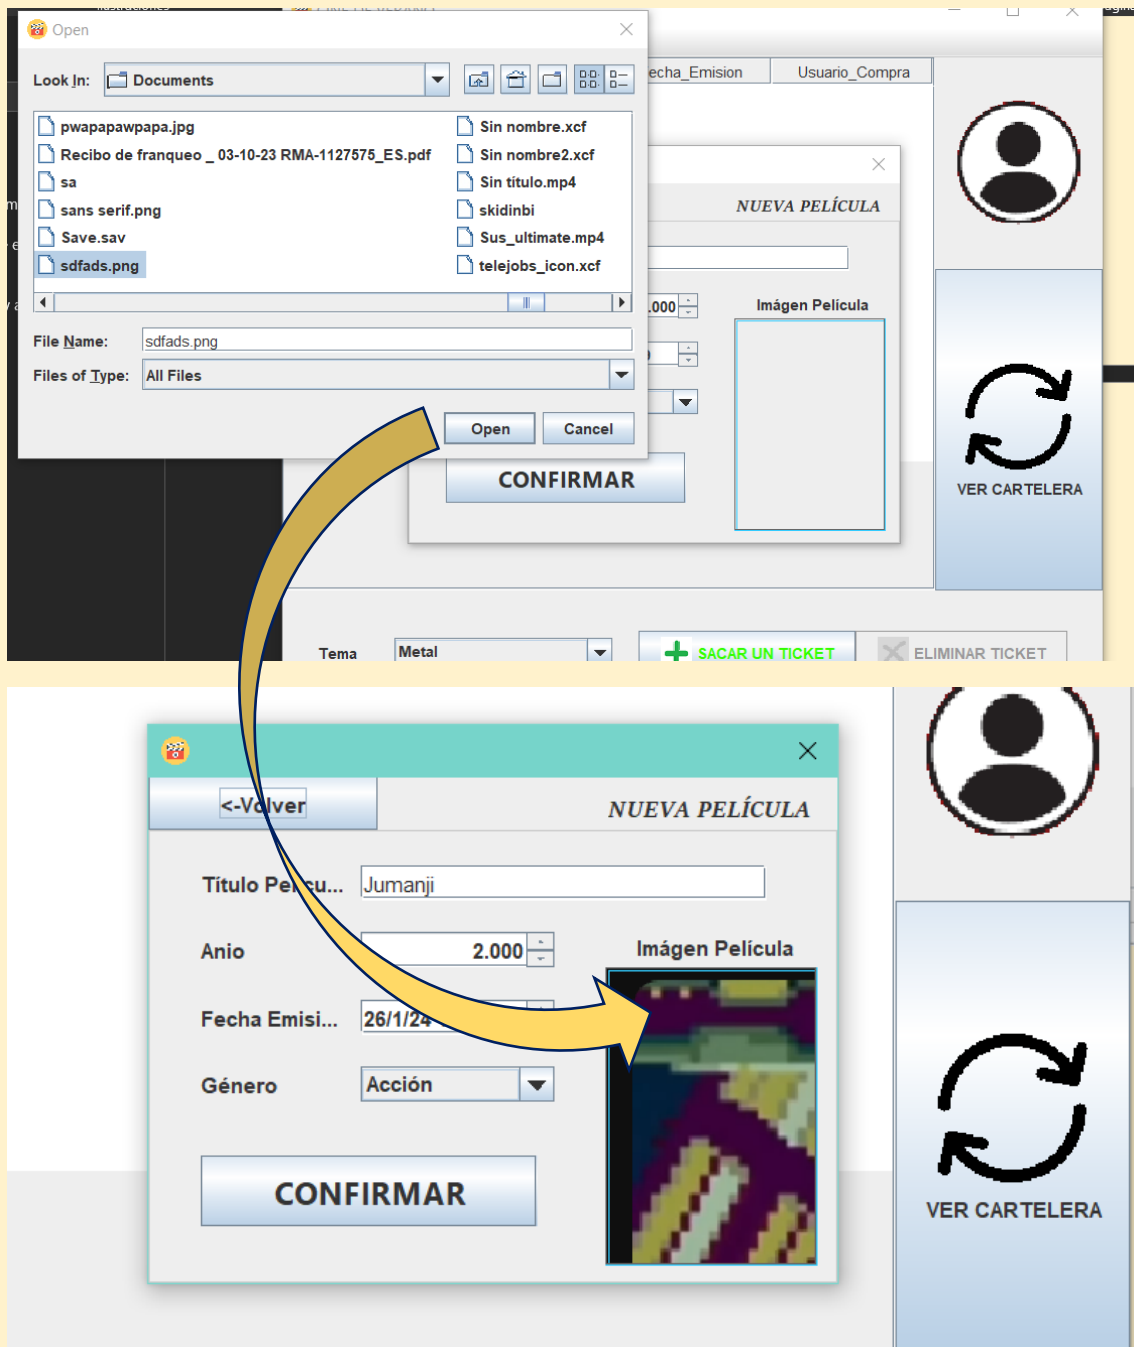 Open
Look In: Documents
pwapapawpapa.jpg
Recibo de franqueo _ 03-10-23 RMA-1127575_ES.pdf
sa
sans serif.png
Save.sav
sdfads.png
Sin nombre.xcf
Sin nombre2.xcf
Sin título.mp4
skidinbi
Sus_ultimate.mp4
telejobs_icon.xcf
File Name: sdfads.png
Files of Type: All Files
Open Cancel
echa_Emision Usuario_Compra
NUEVA PELÍCULA
.000
Imágen Película
CONFIRMAR
VER CARTELERA
Tema Metal
SACAR UN TICKET
ELIMINAR TICKET
<-Volver
NUEVA PELÍCULA
Título Pelícu... Jumanji
Anio 2.000
Imágen Película
Fecha Emisi... 26/1/24
Género Acción
CONFIRMAR
VER CARTELERA